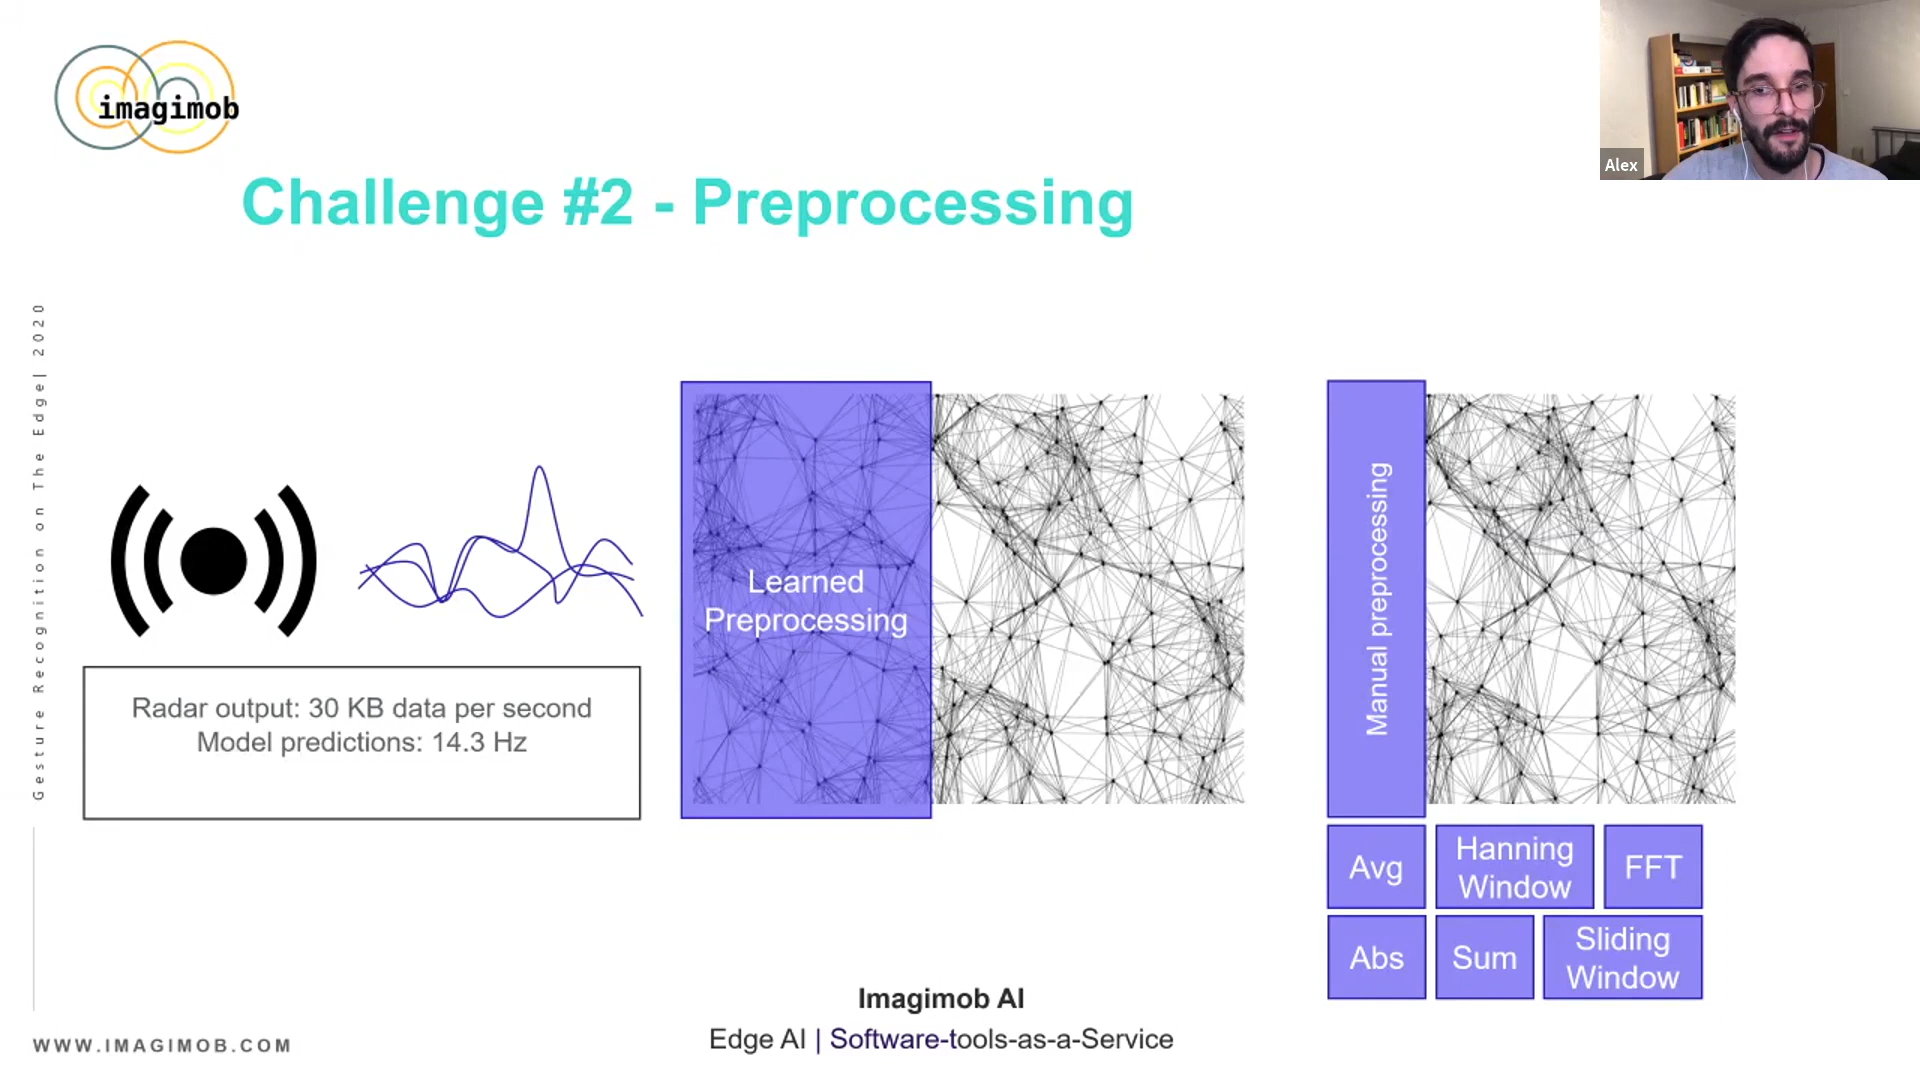 imagimob
Alex
Challenge #2 - Preprocessing
Gesture Recognition on The Edge| 2020
Learned
Preprocessing
Manual preprocessing
Radar output: 30 KB data per second
Model predictions: 14.3 Hz
Avg
Hanning
Window
FFT
Abs
Sum
Sliding
Window
Imagimob AI
Edge AI | Software-tools-as-a-Service
WWW.IMAGIMOB.COM